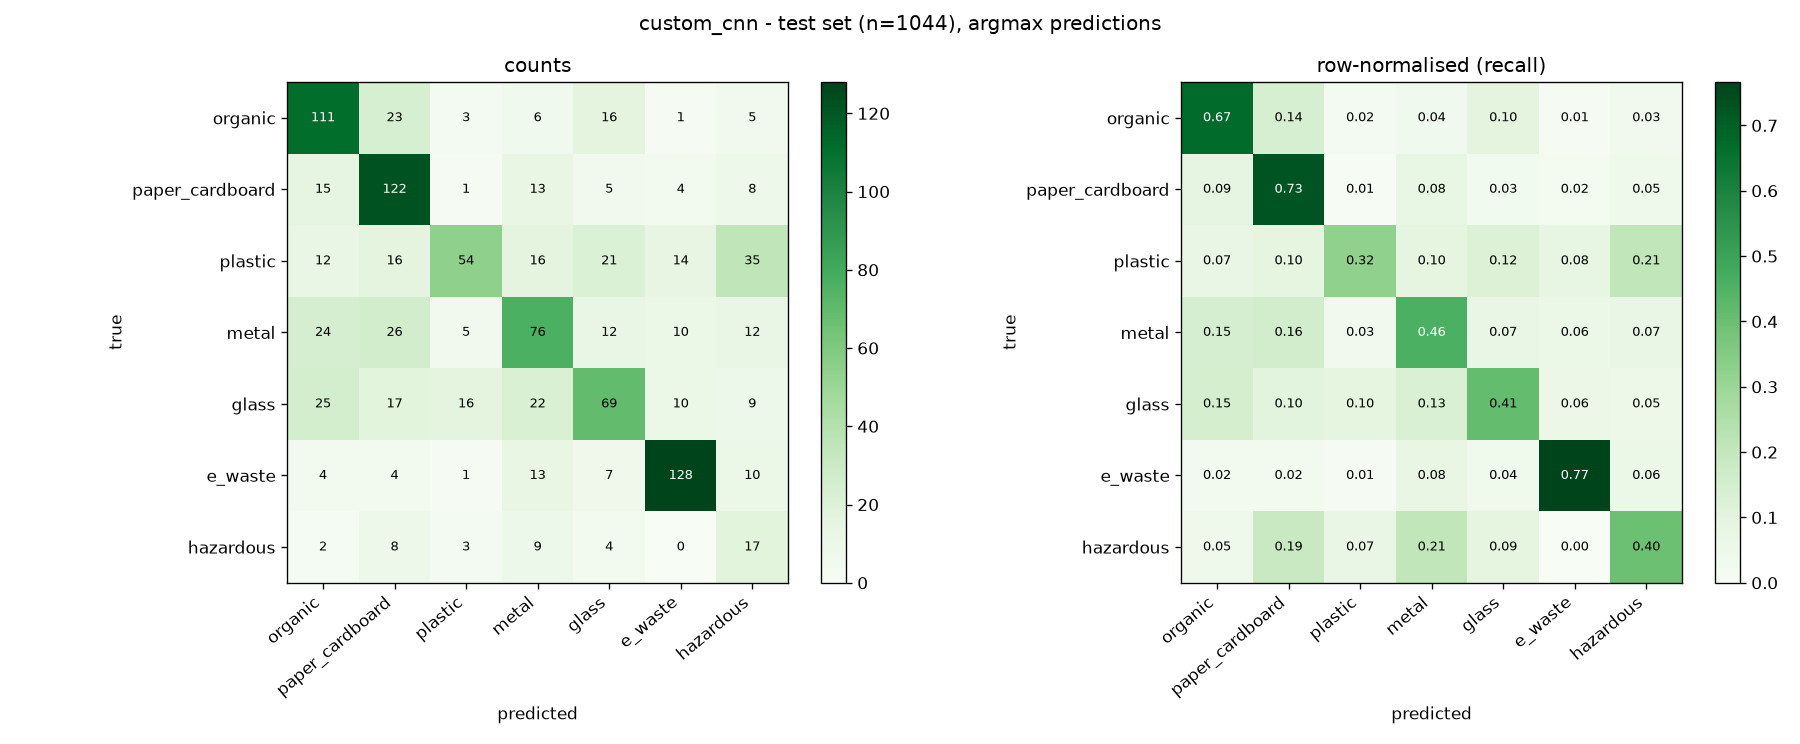 custom_cnn - test set (n=1044), argmax predictions
counts
organic 111 23 3 6 16 1 5
paper_cardboard 15 122 1 13 5 4 8
plastic 12 16 54 16 21 14 35
metal 24 26 5 76 12 10 12
glass 25 17 16 22 69 10 9
e_waste 4 4 1 13 7 128 10
hazardous 2 8 3 9 4 0 17
true
organic paper_cardboard plastic metal glass e_waste hazardous
predicted
120
100
80
60
40
20
0
row-normalised (recall)
organic 0.67 0.14 0.02 0.04 0.10 0.01 0.03
paper_cardboard 0.09 0.73 0.01 0.08 0.03 0.02 0.05
plastic 0.07 0.10 0.32 0.10 0.12 0.08 0.21
metal 0.15 0.16 0.03 0.46 0.07 0.06 0.07
glass 0.15 0.10 0.10 0.13 0.41 0.06 0.05
e_waste 0.02 0.02 0.01 0.08 0.04 0.77 0.06
hazardous 0.05 0.19 0.07 0.21 0.09 0.00 0.40
true
organic paper_cardboard plastic metal glass e_waste hazardous
predicted
0.7
0.6
0.5
0.4
0.3
0.2
0.1
0.0